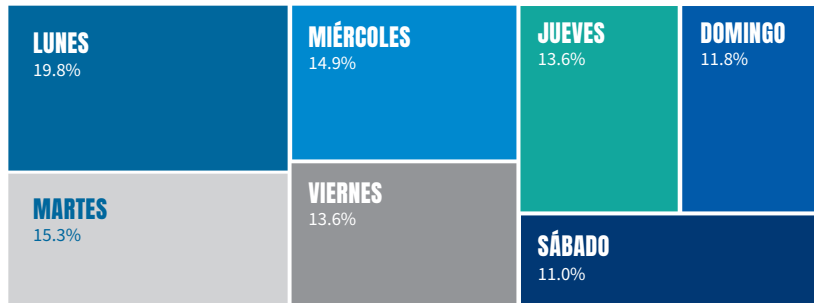 LUNES
19.8%
MARTES
15.3%
MIÉRCOLES
14.9%
VIERNES
13.6%
JUEVES
13.6%
DOMINGO
11.8%
SÁBADO
11.0%